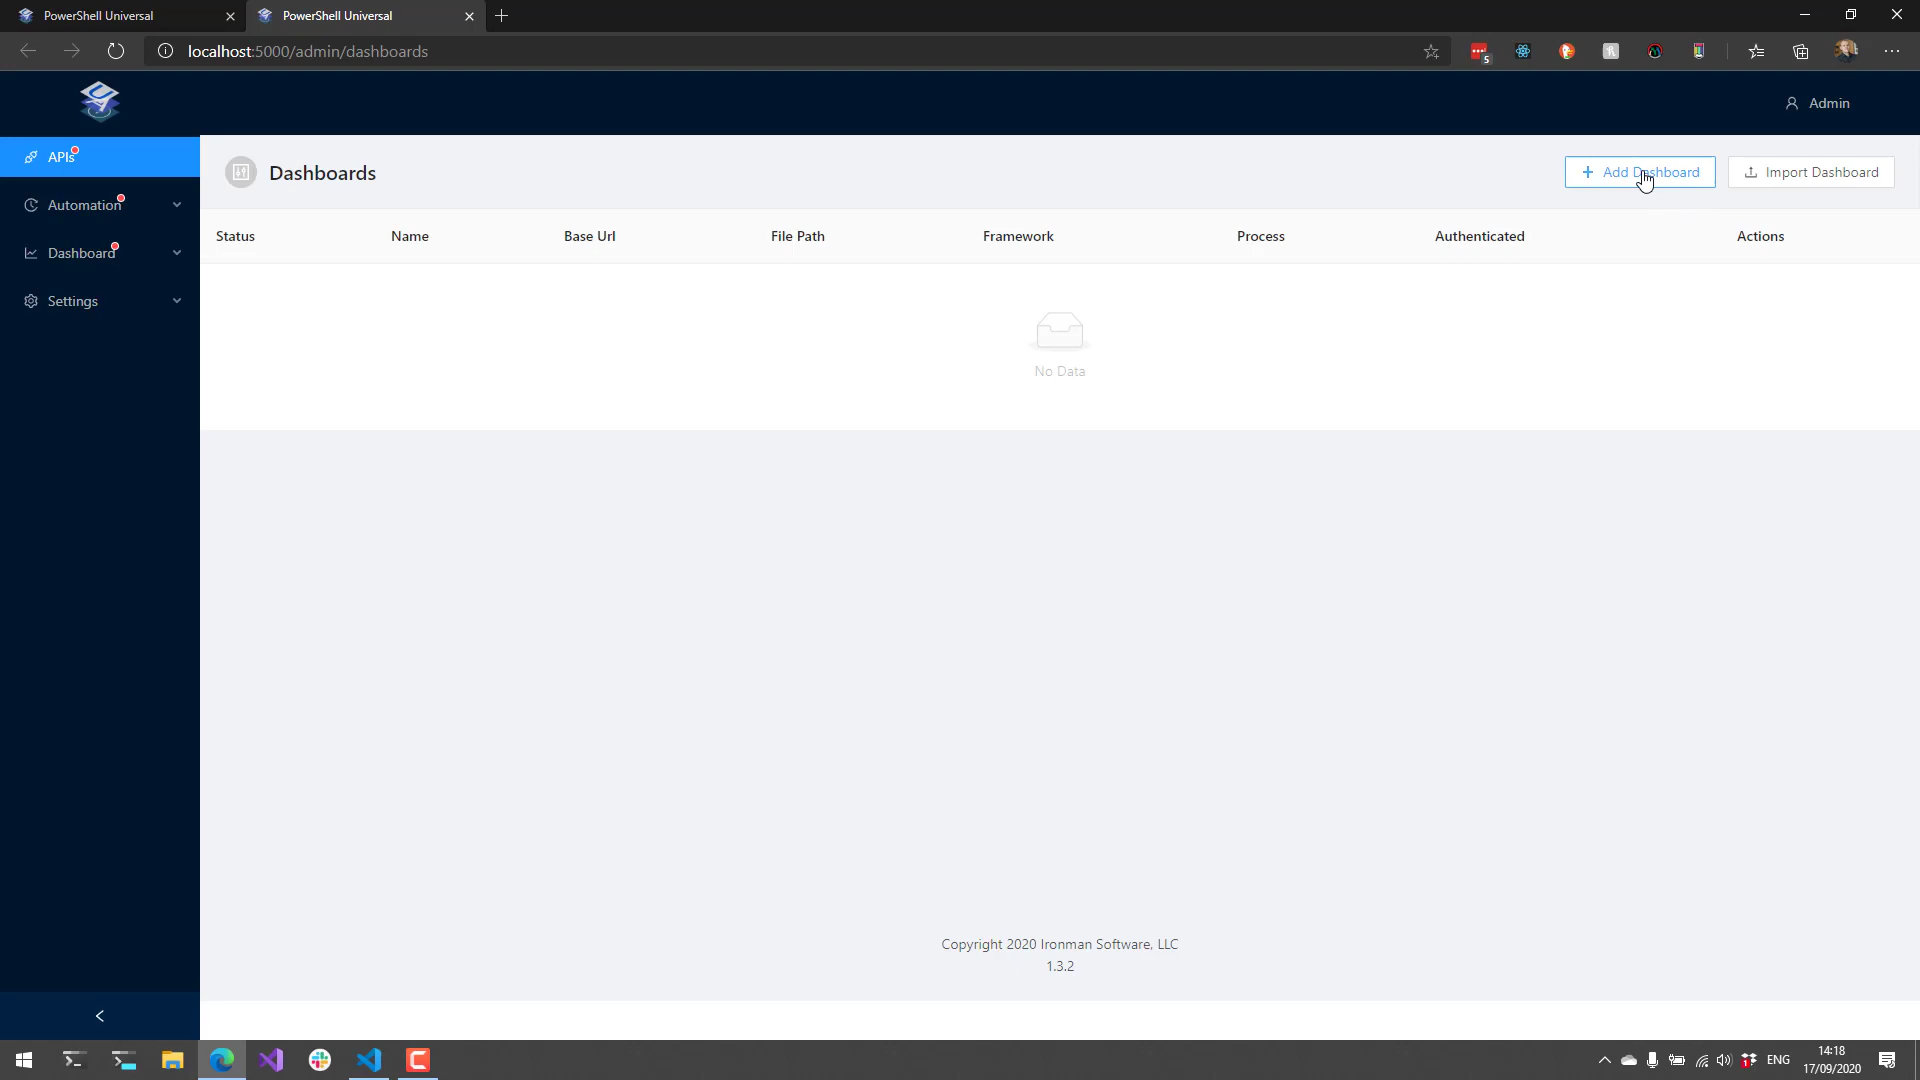 PowerShell Universal
PowerShell Universal
localhost:5000/admin/dashboards
5
Admin
APIs
Automation
Dashboard
Settings
Dashboards
Add Dashboard
Import Dashboard
Status Name Base Url File Path Framework Process Authenticated Actions
No Data
Copyright 2020 Ironman Software, LLC
1.3.2
1
ENG
14:18
17/09/2020